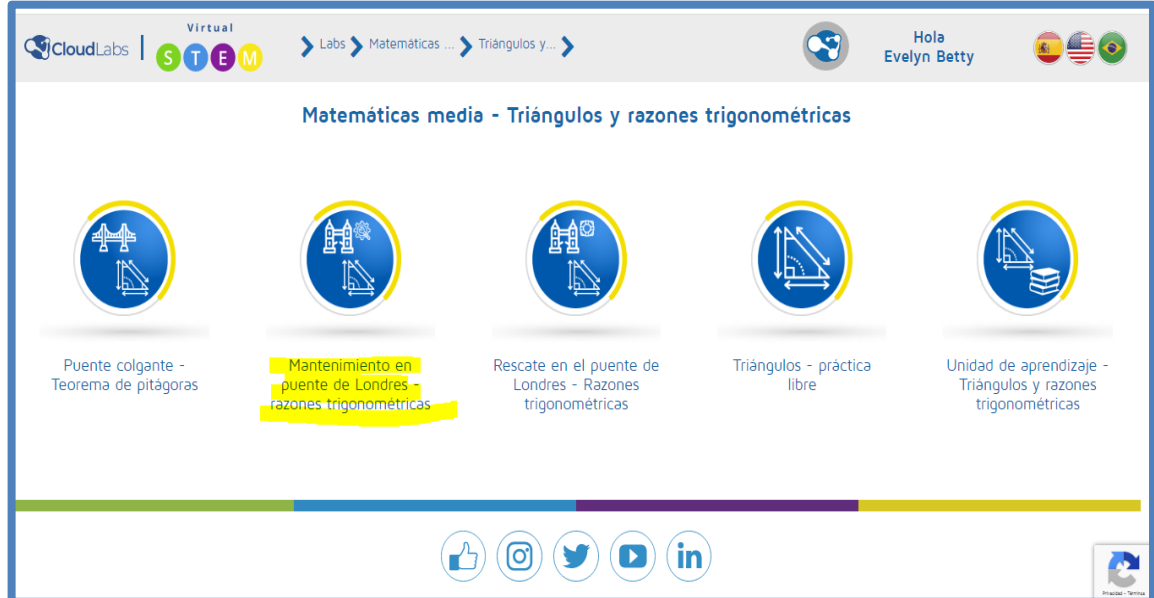 CloudLabs
Virtual
S T E M
Labs
Matemáticas ...
Triángulos y...
Hola
Evelyn Betty
Matemáticas media - Triángulos y razones trigonométricas
Puente colgante -
Teorema de pitágoras
Mantenimiento en
puente de Londres -
razones trigonométricas
Rescate en el puente de
Londres - Razones
trigonométricas
Triángulos - práctica
libre
Unidad de aprendizaje -
Triángulos y razones
trigonométricas
in
Privacidad - Términos